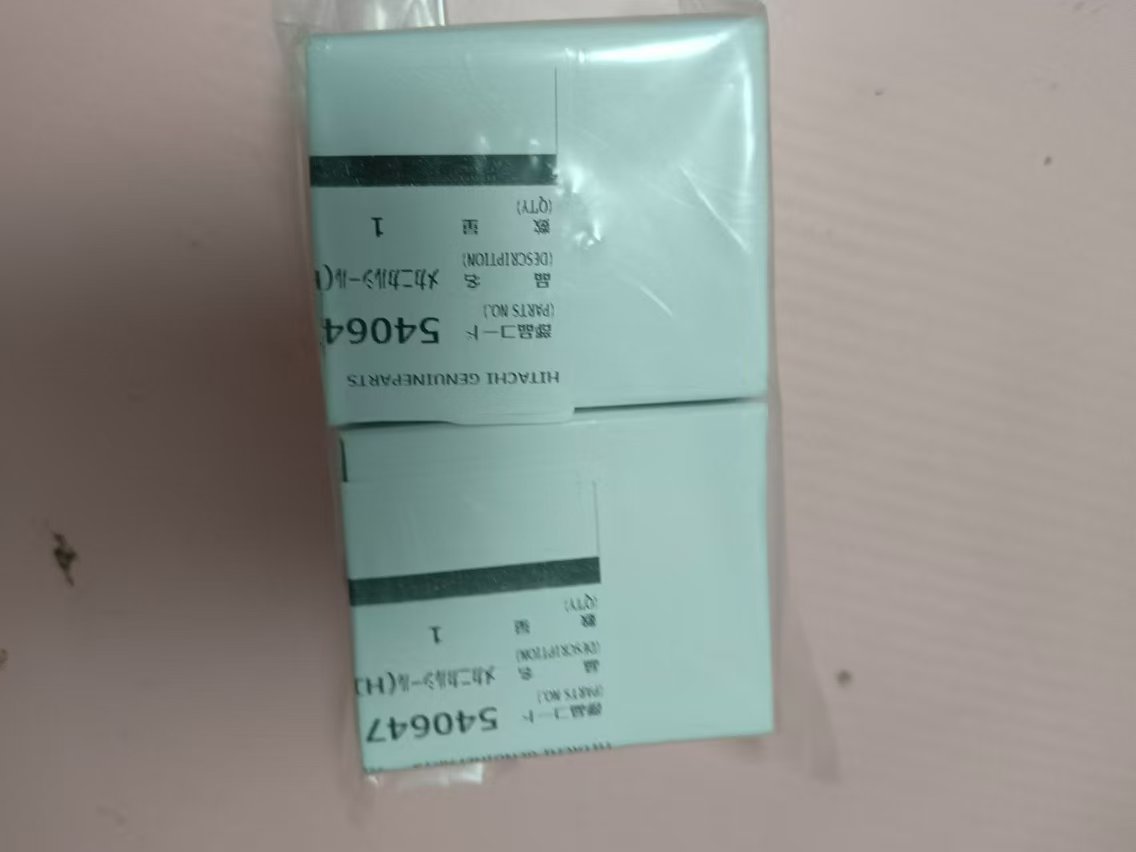 HITACHI GENUINEPARTS
部品コード 540647
(PARTS NO.)
品 名 メカニカルシール(H
(DESCRIPTION)
数 量 1
(QTY)
HITACHI GENUINEPARTS
部品コード 54064
(PARTS NO.)
品 名 メカニカルシール(H
(DESCRIPTION)
数 量 1
(QTY)